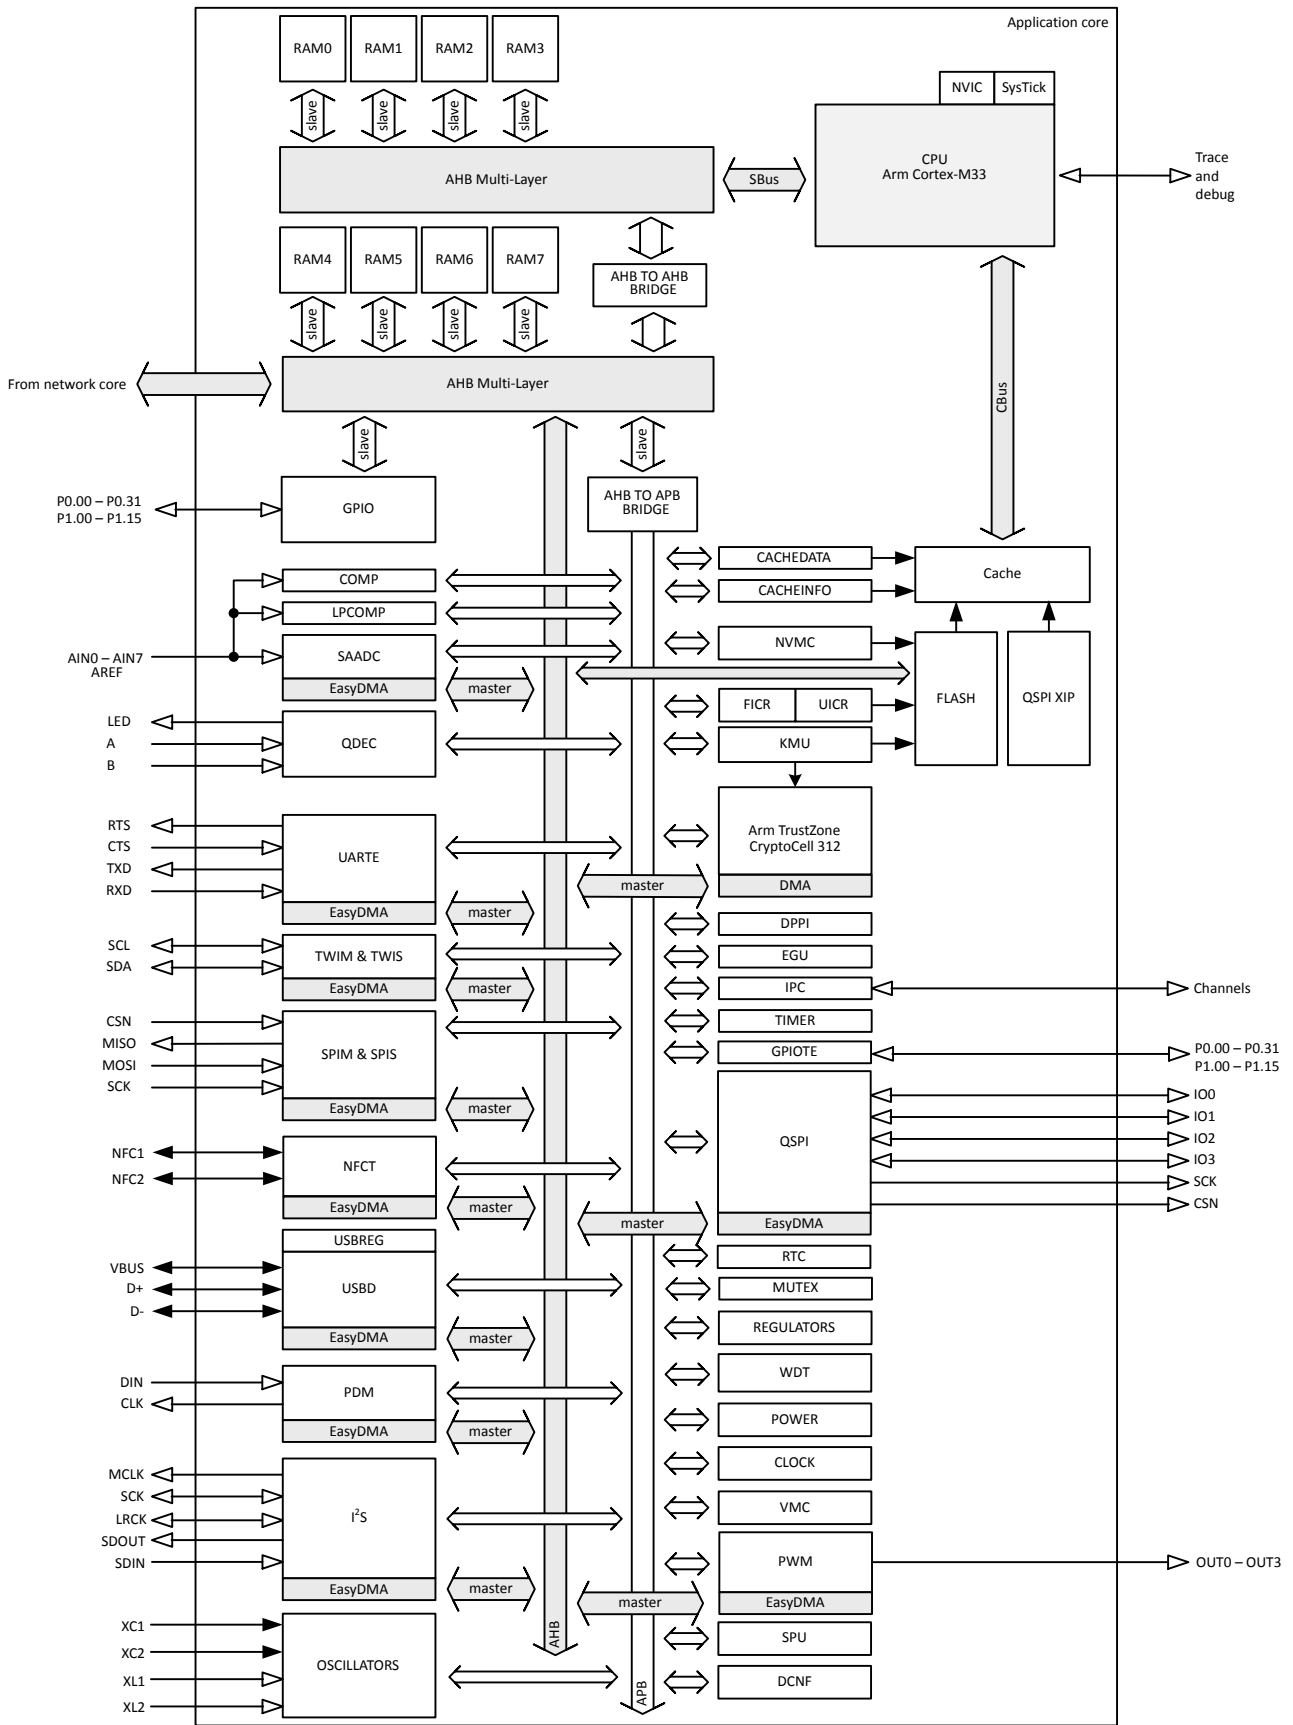 Application core
RAM0 RAM1 RAM2 RAM3
NVIC SysTick
slave slave slave slave
CPU
Arm Cortex-M33
AHB Multi-Layer
SBus
Trace
and
debug
RAM4 RAM5 RAM6 RAM7
AHB TO AHB
BRIDGE
slave slave slave slave
From network core
AHB Multi-Layer
CBus
slave
slave
P0.00 – P0.31
P1.00 – P1.15
GPIO
AHB TO APB
BRIDGE
CACHEDATA
Cache
COMP
CACHEINFO
LPCOMP
NVMC
AIN0 – AIN7
AREF
SAADC
EasyDMA
master
FICR UICR
FLASH
QSPI XIP
LED
A
B
QDEC
KMU
RTS
CTS
TXD
RXD
UARTE
EasyDMA
master
Arm TrustZone
CryptoCell 312
DMA
master
DPPI
SCL
SDA
TWIM & TWIS
EasyDMA
master
EGU
IPC
Channels
CSN
MISO
MOSI
SCK
SPIM & SPIS
EasyDMA
master
TIMER
GPIOTE
P0.00 – P0.31
P1.00 – P1.15
QSPI
EasyDMA
master
IO0
IO1
IO2
IO3
SCK
CSN
NFC1
NFC2
NFCT
EasyDMA
master
USBREG
RTC
VBUS
D+
D-
USBD
EasyDMA
master
MUTEX
REGULATORS
DIN
CLK
PDM
EasyDMA
master
WDT
POWER
CLOCK
MCLK
SCK
LRCK
SDOUT
SDIN
I²S
EasyDMA
master
VMC
PWM
EasyDMA
master
OUT0 – OUT3
XC1
XC2
XL1
XL2
OSCILLATORS
AHB
APB
SPU
DCNF